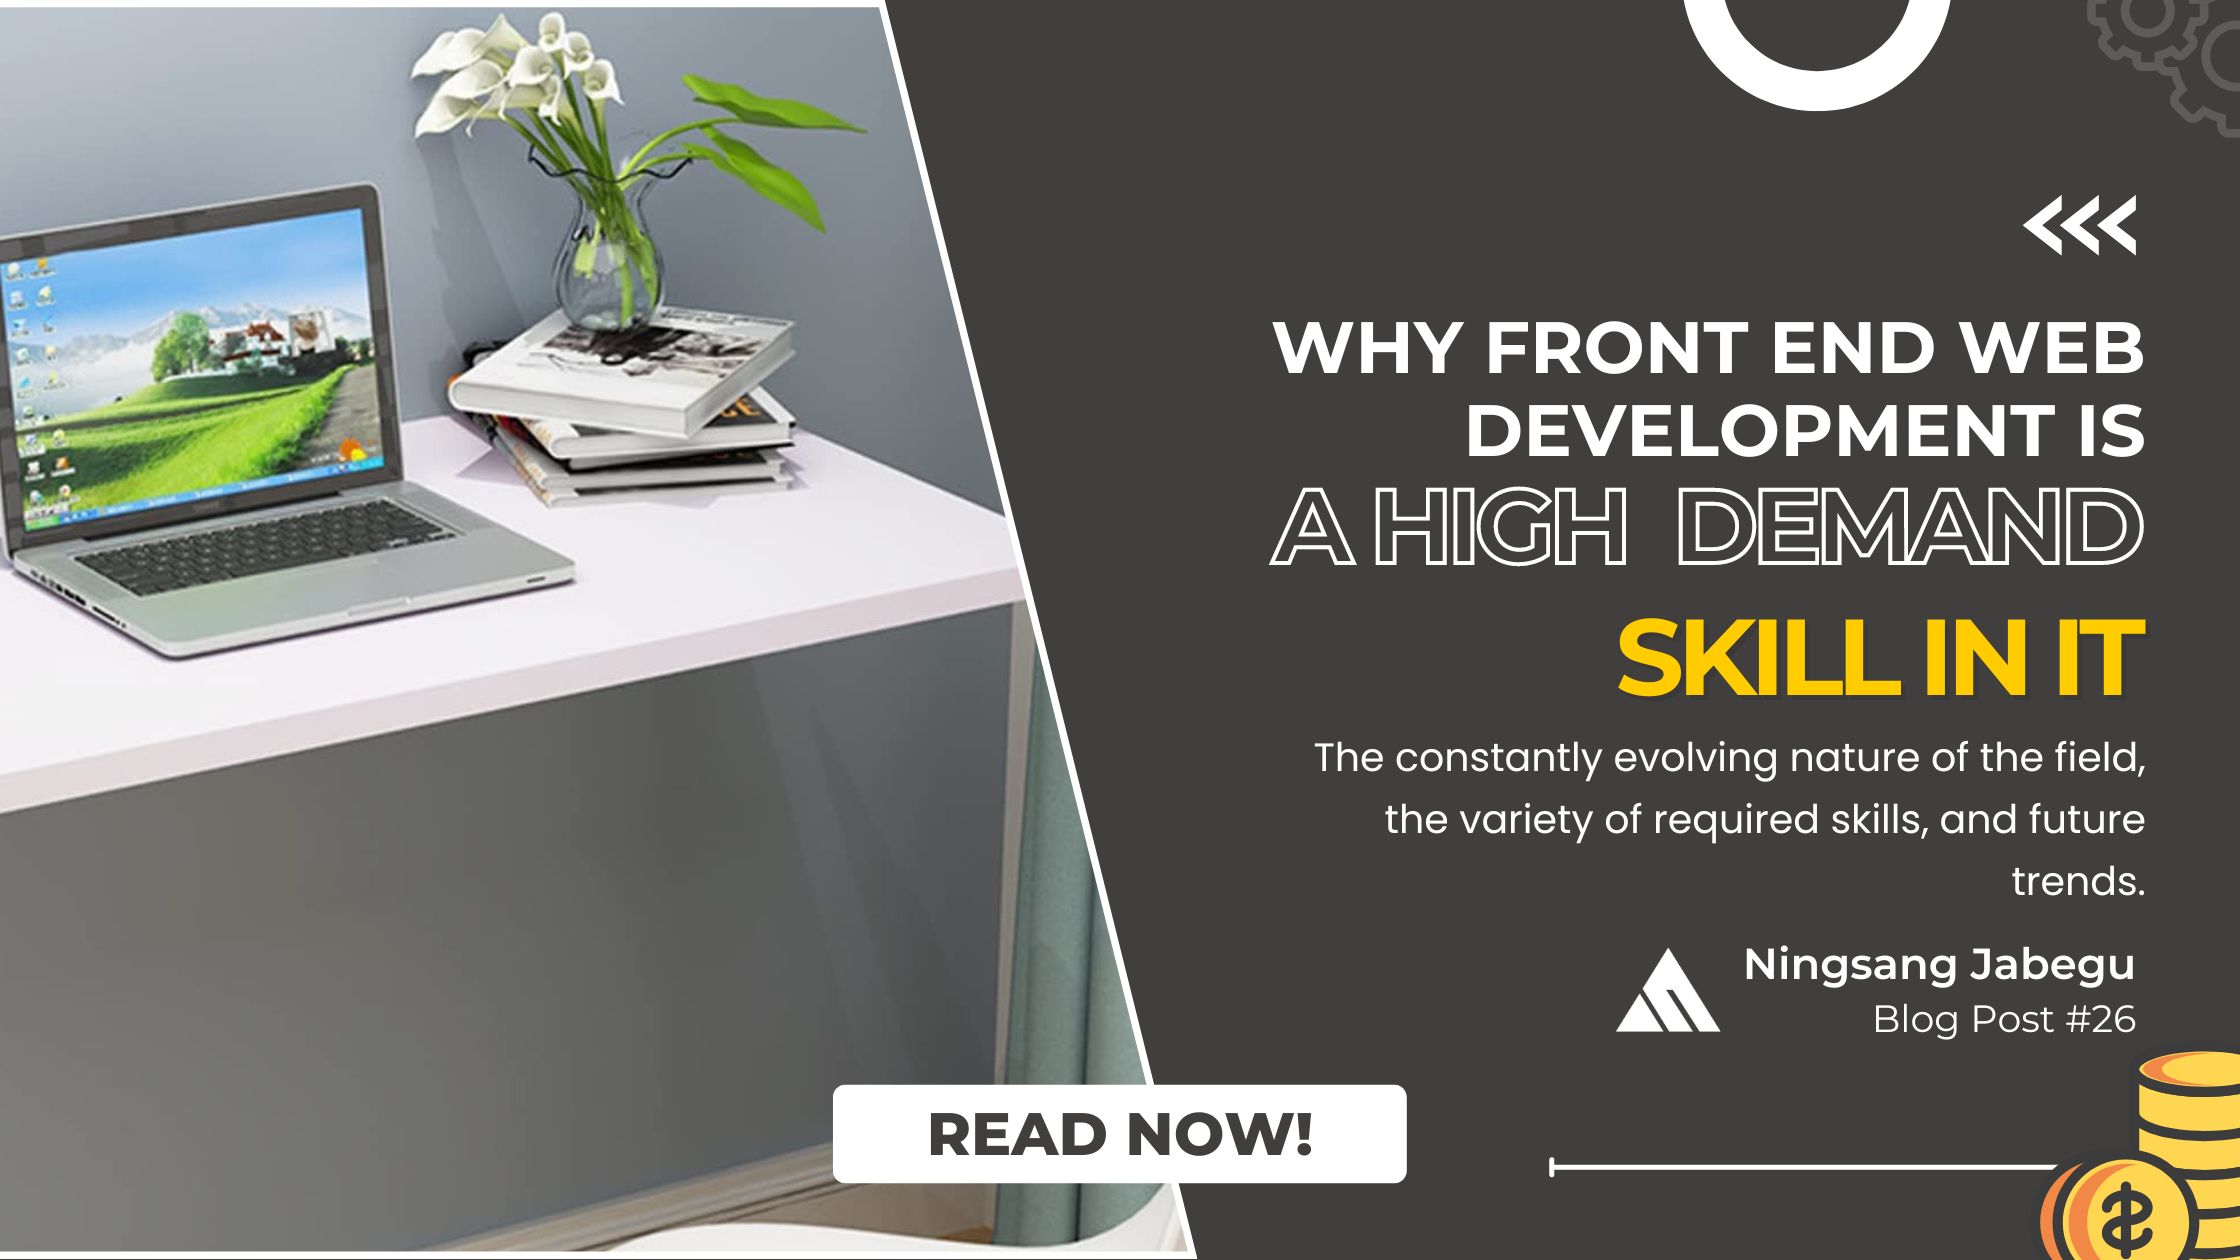 WHY FRONT END WEB
DEVELOPMENT IS
A HIGH DEMAND
SKILL IN IT
The constantly evolving nature of the field,
the variety of required skills, and future
trends.
Ningsang Jabegu
Blog Post #26
READ NOW!